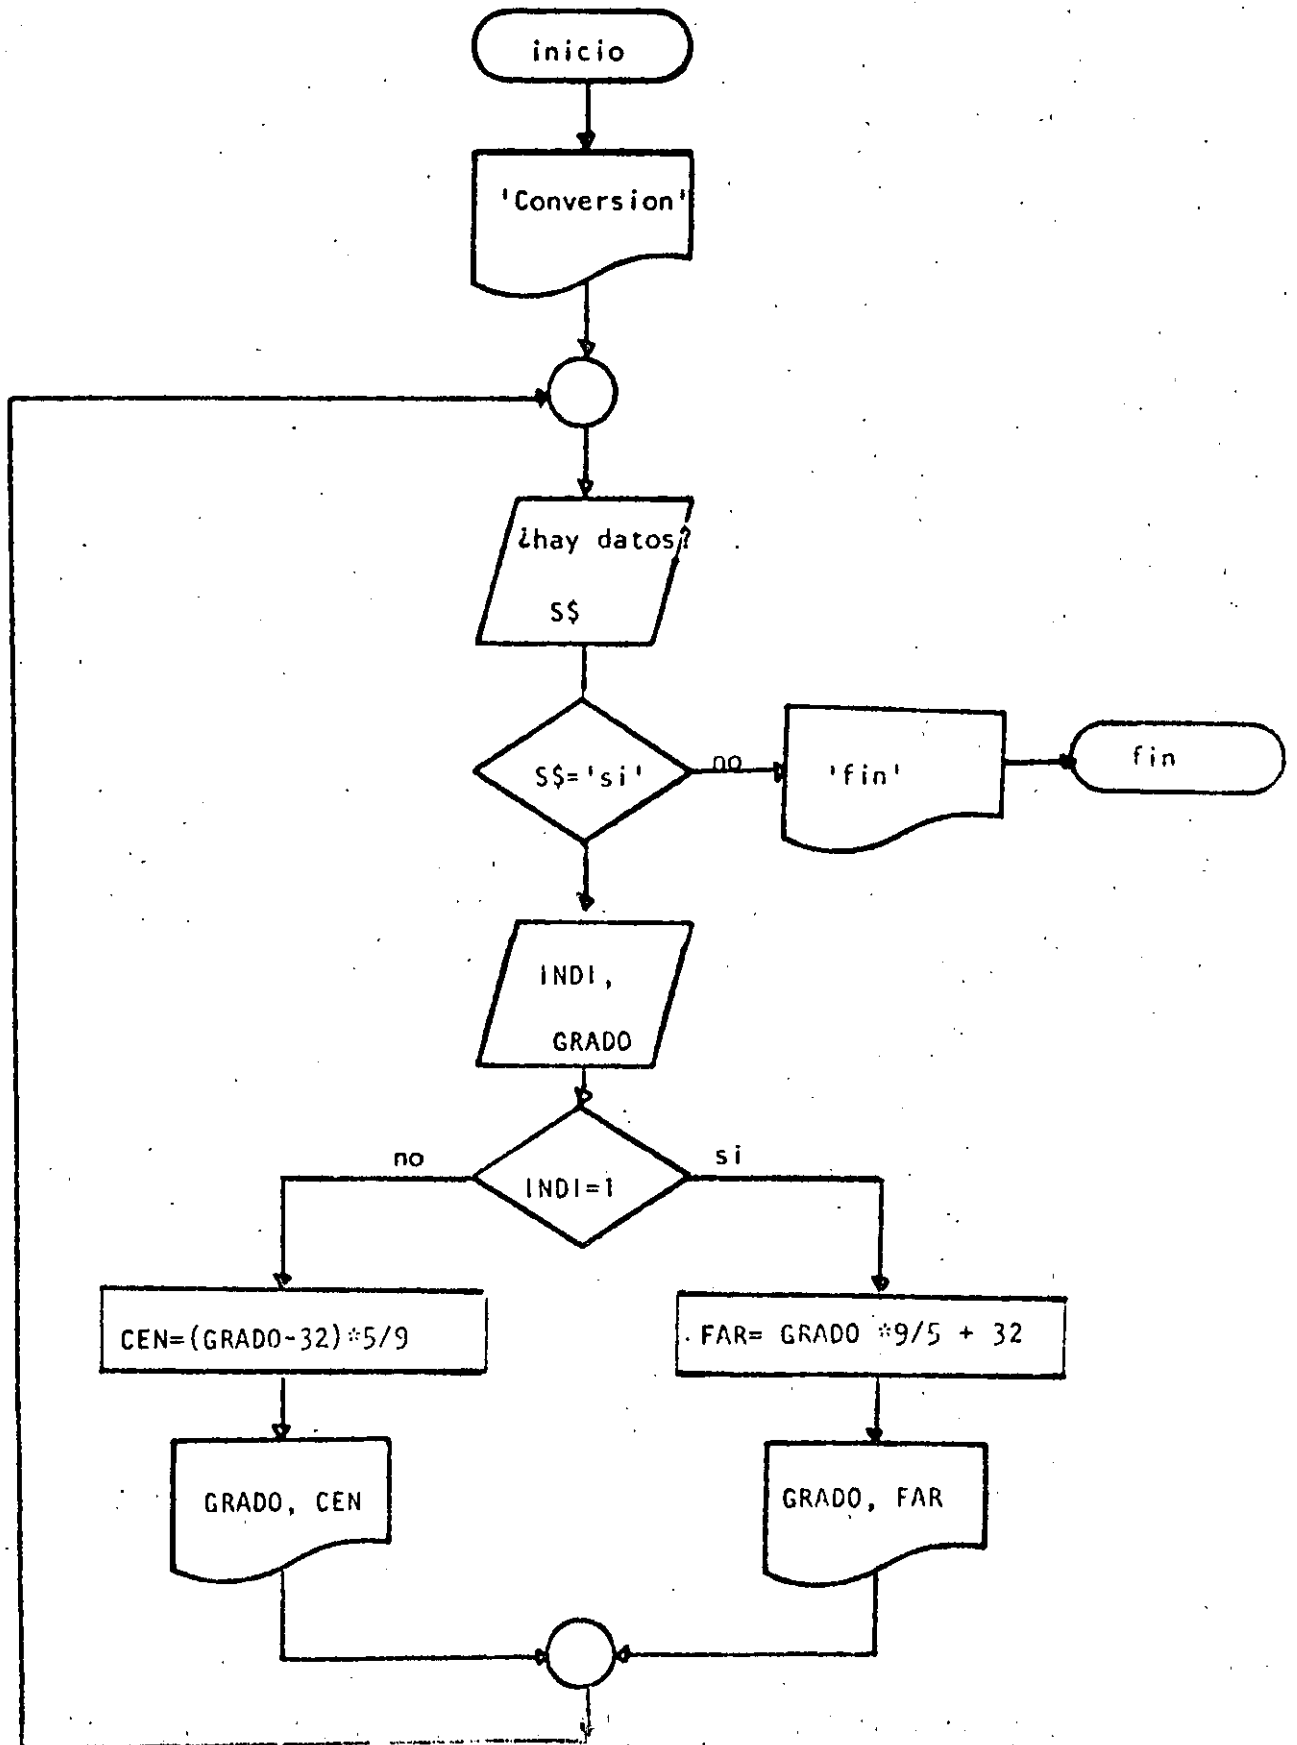 inicio
'Conversion'
¿hay datos?
S$
S$='si'
no
'fin'
fin
INDI,
GRADO
no
INDI=1
si
CEN=(GRADO-32)*5/9
FAR= GRADO *9/5 + 32
GRADO, CEN
GRADO, FAR